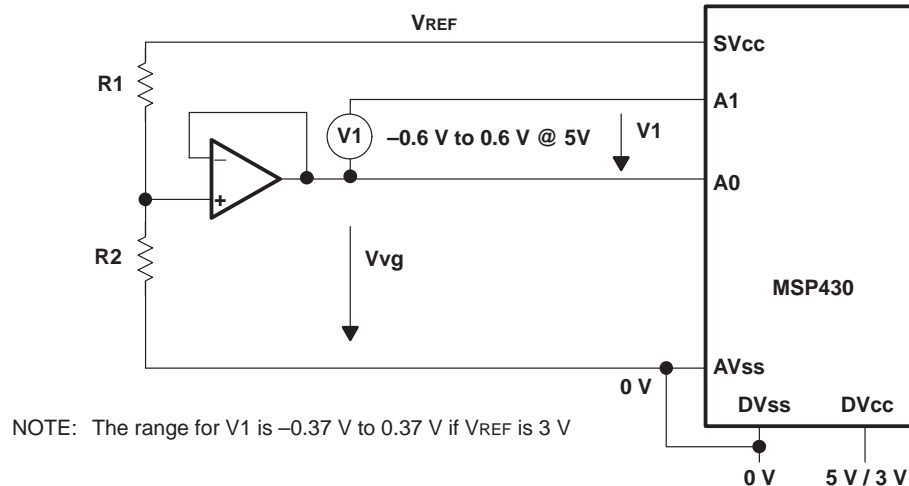 VREF
SVcc
R1
A1
V1
–0.6 V to 0.6 V @ 5V
V1
–
+
A0
R2
Vvg
MSP430
AVss
0 V
DVss
DVcc
NOTE: The range for V1 is –0.37 V to 0.37 V if VREF is 3 V
0 V
5 V / 3 V